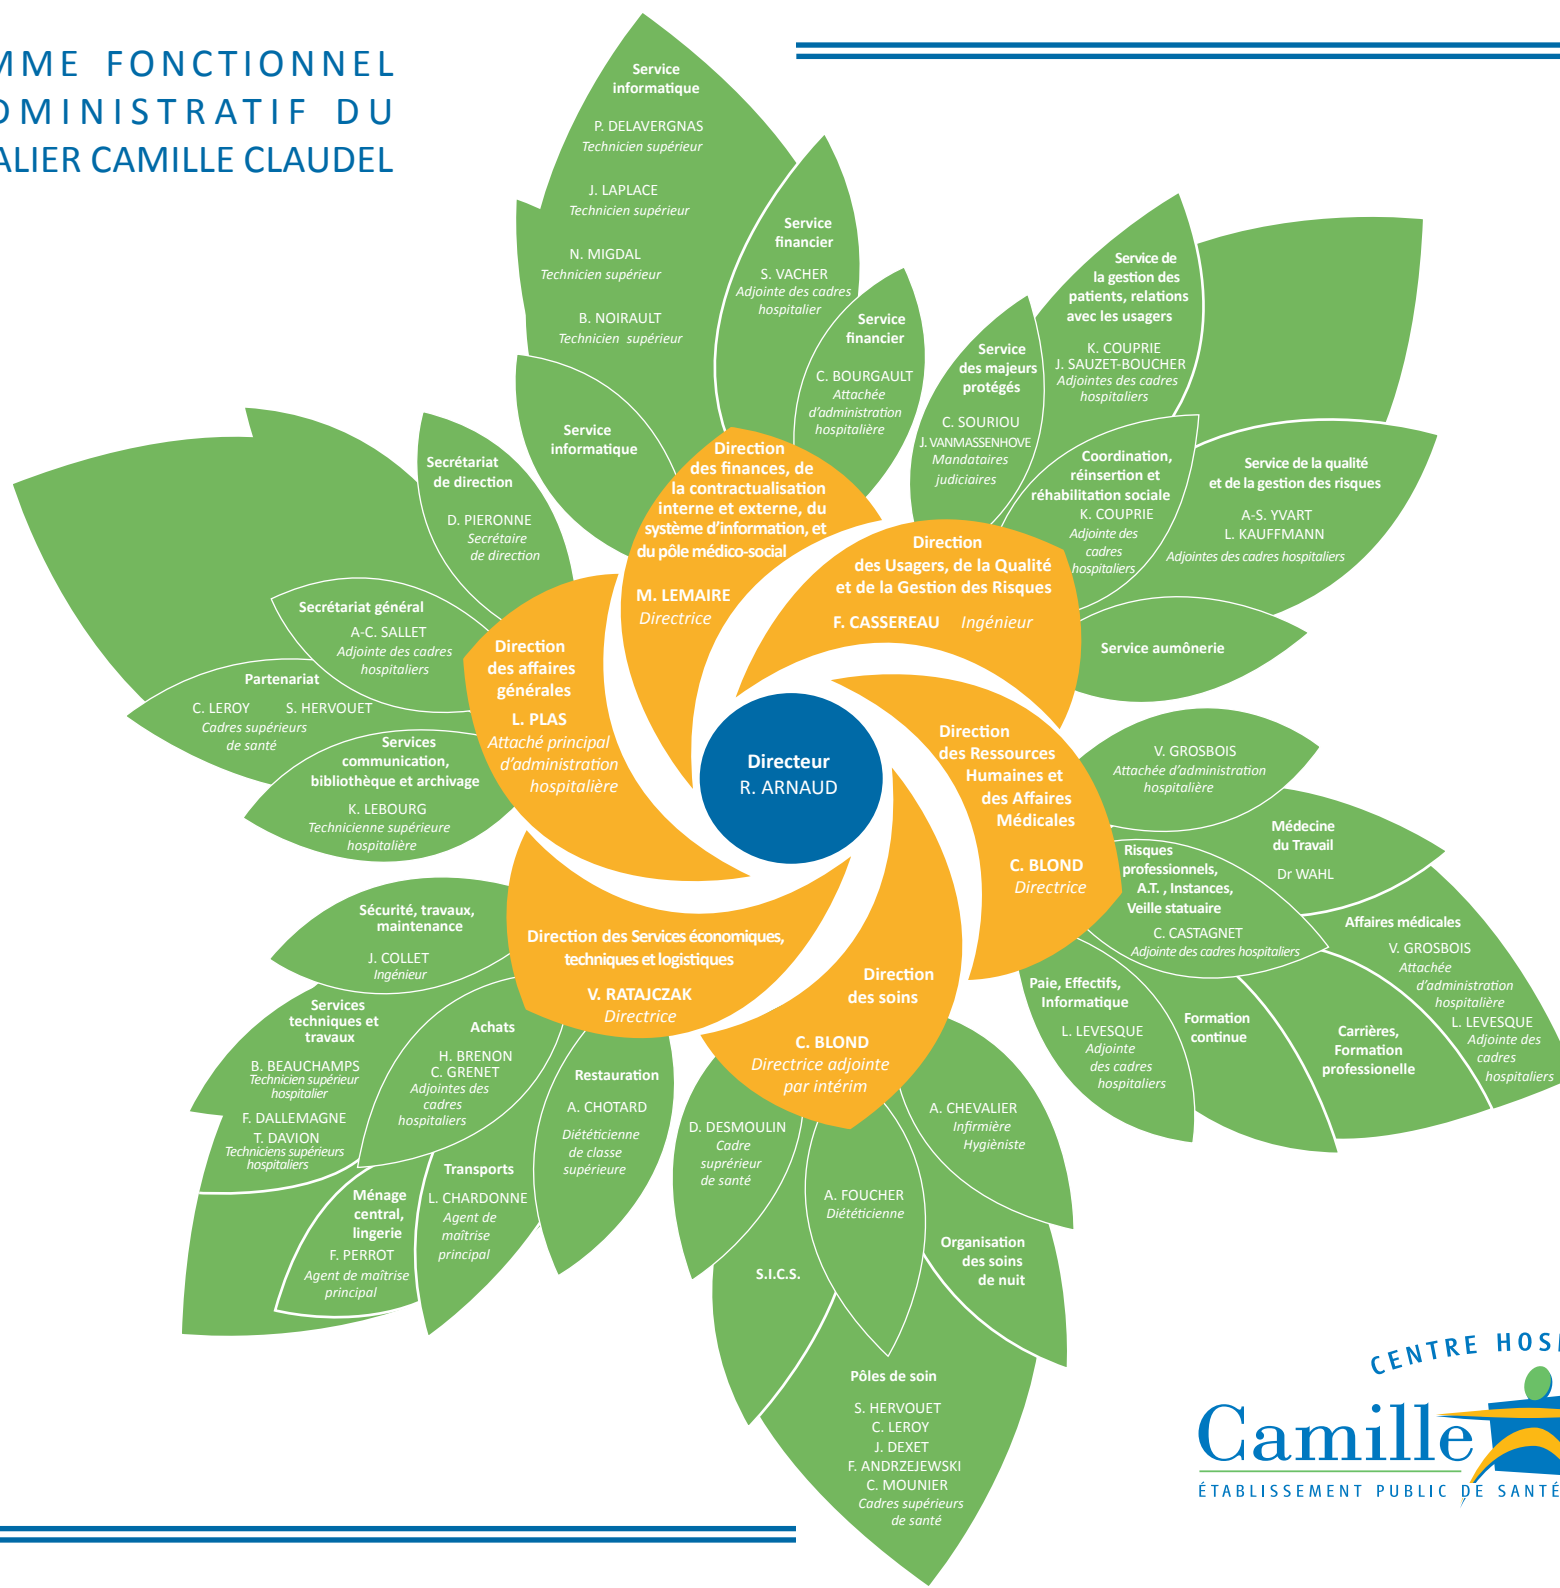 MME FONCTIONNEL
DMINISTRATIF DU
ALIER CAMILLE CLAUDEL
Service
informatique
P. DELAVERGNAS
Technicien supérieur
J. LAPLACE
Technicien supérieur
N. MIGDAL
Technicien supérieur
B. NOIRAULT
Technicien supérieur
Service
informatique
Service
financier
S. VACHER
Adjointe des cadres
hospitalier
Service
financier
C. BOURGAULT
Attachée
d'administration
hospitalière
Direction
des finances, de
la contractualisation
interne et externe, du
système d'information, et
du pôle médico-social
M. LEMAIRE
Directrice
Service
des majeurs
protégés
C. SOURIOU
J. VANMASSENHOVE
Mandataires
judiciaires
Service de
la gestion des
patients, relations
avec les usagers
K. COUPRIE
J. SAUZET-BOUCHER
Adjointes des cadres
hospitaliers
Coordination,
réinsertion et
réhabilitation sociale
K. COUPRIE
Adjointe des
cadres
hospitaliers
Service de la qualité
et de la gestion des risques
A-S. YVART
L. KAUFFMANN
Adjointes des cadres hospitaliers
Service aumônerie
Direction
des Usagers, de la Qualité
et de la Gestion des Risques
F. CASSEREAU Ingénieur
Secrétariat
de direction
D. PIERONNE
Secrétaire
de direction
Secrétariat général
A-C. SALLET
Adjointe des cadres
hospitaliers
Partenariat
C. LEROY S. HERVOUET
Cadres supérieurs
de santé
Services
communication,
bibliothèque et archivage
K. LEBOURG
Technicienne supérieure
hospitalière
Direction
des affaires
générales
L. PLAS
Attaché principal
d'administration
hospitalière
Directeur
R. ARNAUD
Direction
des Ressources
Humaines et
des Affaires
Médicales
C. BLOND
Directrice
V. GROSBOIS
Attachée d'administration
hospitalière
Médecine
du Travail
Dr WAHL
Risques
professionnels,
A.T. , Instances,
Veille statuaire
C. CASTAGNET
Adjointe des cadres hospitaliers
Affaires médicales
V. GROSBOIS
Attachée
d'administration
hospitalière
L. LEVESQUE
Adjointe des
cadres
hospitaliers
Paie, Effectifs,
Informatique
L. LEVESQUE
Adjointe
des cadres
hospitaliers
Formation
continue
Carrières,
Formation
professionelle
Sécurité, travaux,
maintenance
J. COLLET
Ingénieur
Services
techniques et
travaux
B. BEAUCHAMPS
Technicien supérieur
hospitalier
F. DALLEMAGNE
T. DAVION
Techniciens supérieurs
hospitaliers
Achats
H. BRENON
C. GRENET
Adjointes des
cadres
hospitaliers
Ménage
central,
lingerie
F. PERROT
Agent de maîtrise
principal
Transports
L. CHARDONNE
Agent de
maîtrise
principal
Restauration
A. CHOTARD
Diététicienne
de classe
supérieure
Direction des Services économiques,
techniques et logistiques
V. RATAJCZAK
Directrice
Direction
des soins
C. BLOND
Directrice adjointe
par intérim
D. DESMOULIN
Cadre
suprérieur
de santé
S.I.C.S.
A. FOUCHER
Diététicienne
A. CHEVALIER
Infirmière
Hygièniste
Organisation
des soins
de nuit
Pôles de soin
S. HERVOUET
C. LEROY
J. DEXET
F. ANDRZEJEWSKI
C. MOUNIER
Cadres supérieurs
de santé
CENTRE HOS
Camille
ÉTABLISSEMENT PUBLIC DE SANTÉ